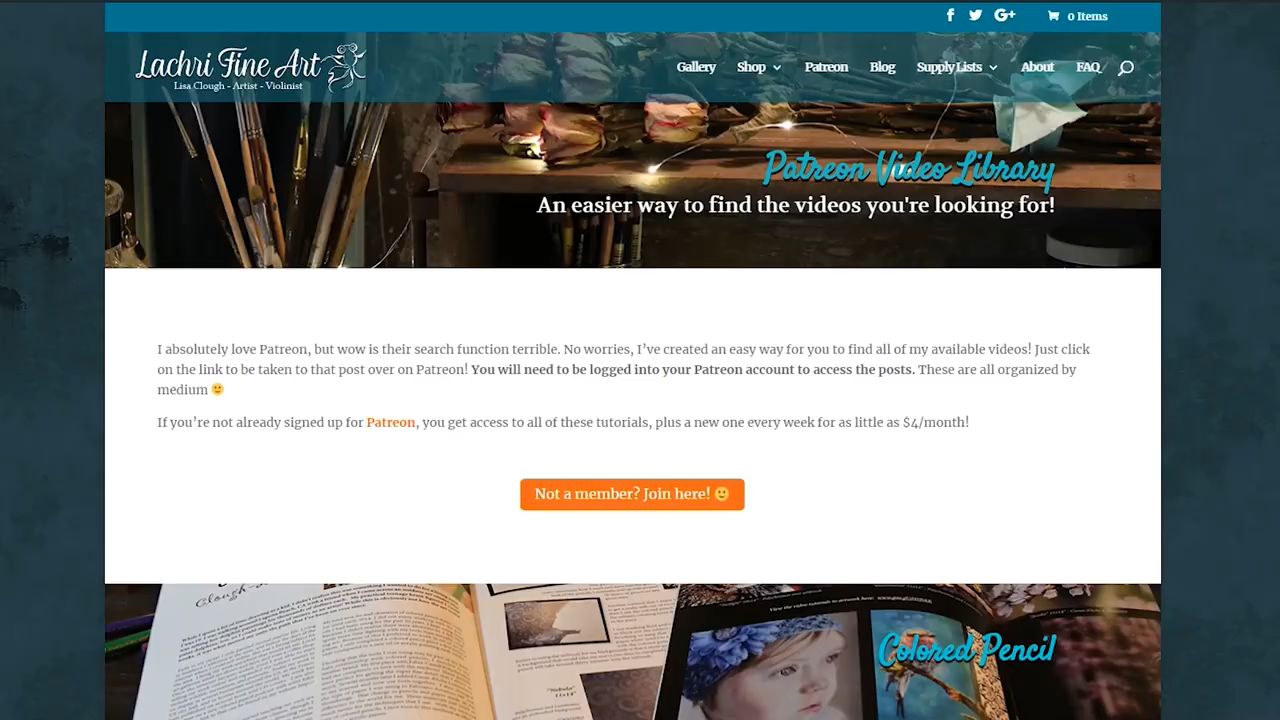 0 Items
Lachri Fine Art
Lisa Clough - Artist - Violinist
Gallery Shop Patreon Blog Supply Lists About FAQ
Patreon Video Library
An easier way to find the videos you're looking for!
I absolutely love Patreon, but wow is their search function terrible. No worries, I’ve created an easy way for you to find all of my available videos! Just click
on the link to be taken to that post over on Patreon! You will need to be logged into your Patreon account to access the posts. These are all organized by
medium 🙂
If you’re not already signed up for Patreon, you get access to all of these tutorials, plus a new one every week for as little as $4/month!
Not a member? Join here! 🙂
Colored Pencil